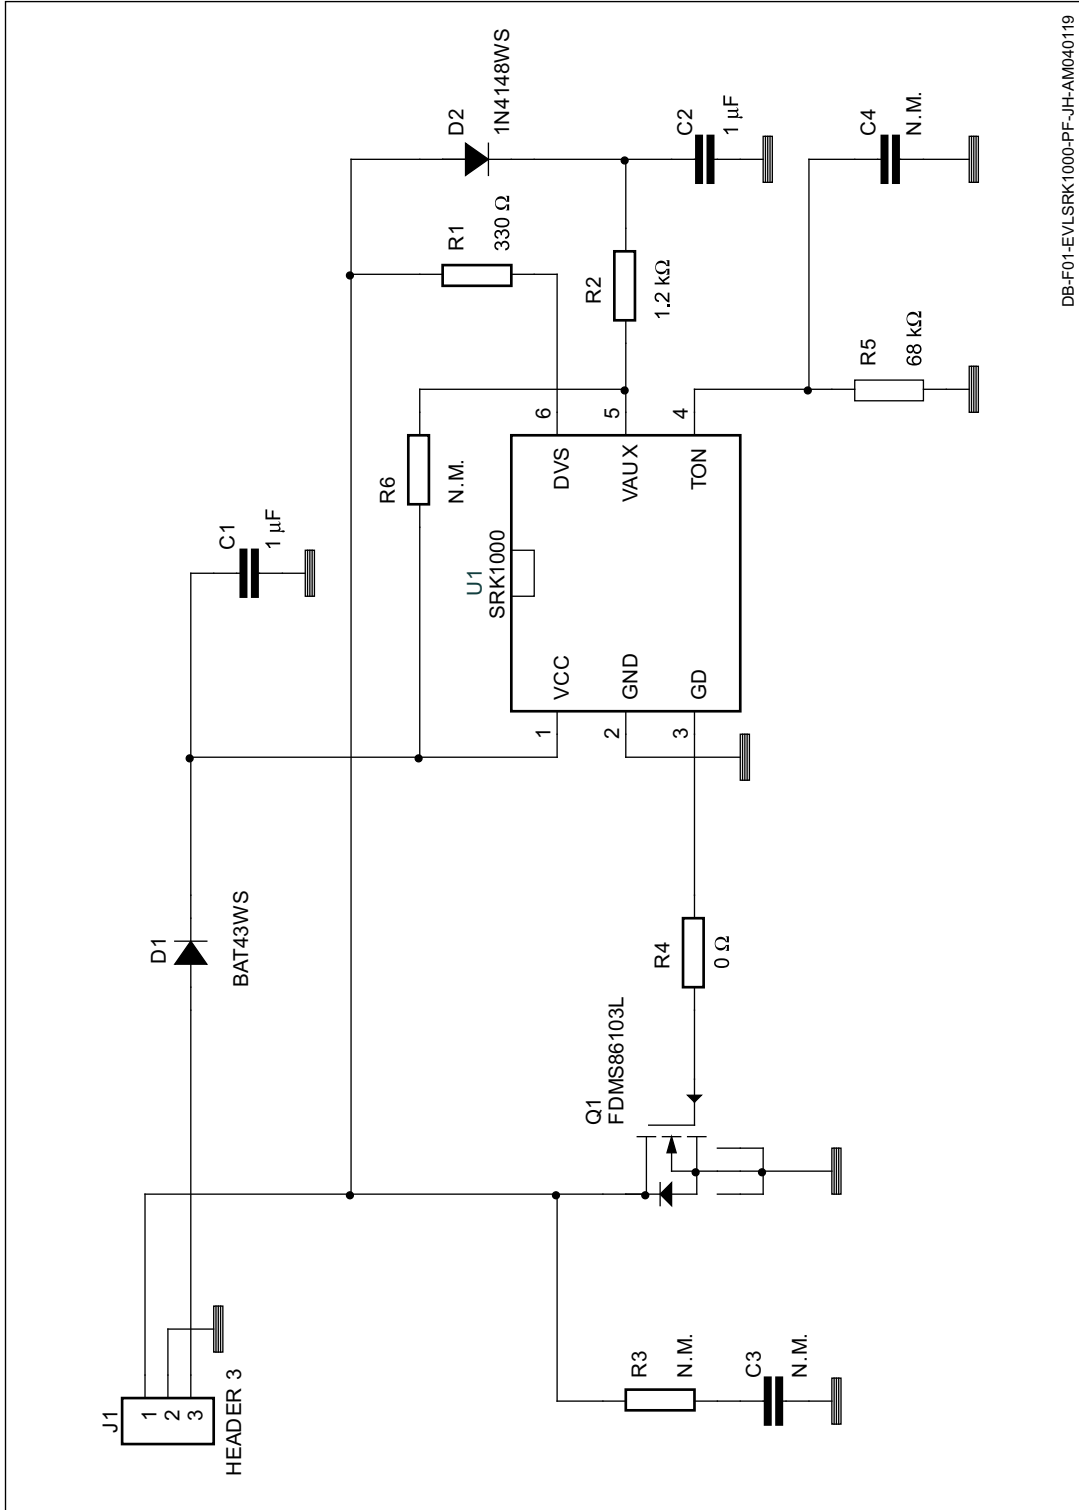 J1
1
2
3
HEADER 3
D1
BAT43WS
C1
1 µF
R6
N.M.
R1
330 Ω
D2
1N4148WS
R2
1.2 kΩ
C2
1 µF
U1
SRK1000
VCC
GND
GD
DVS
VAUX
TON
1
2
3
6
5
4
Q1
FDMS86103L
R4
0 Ω
R3
N.M.
C3
N.M.
R5
68 kΩ
C4
N.M.
DB-F01-EVLSRK1000-PF-JH-AM040119